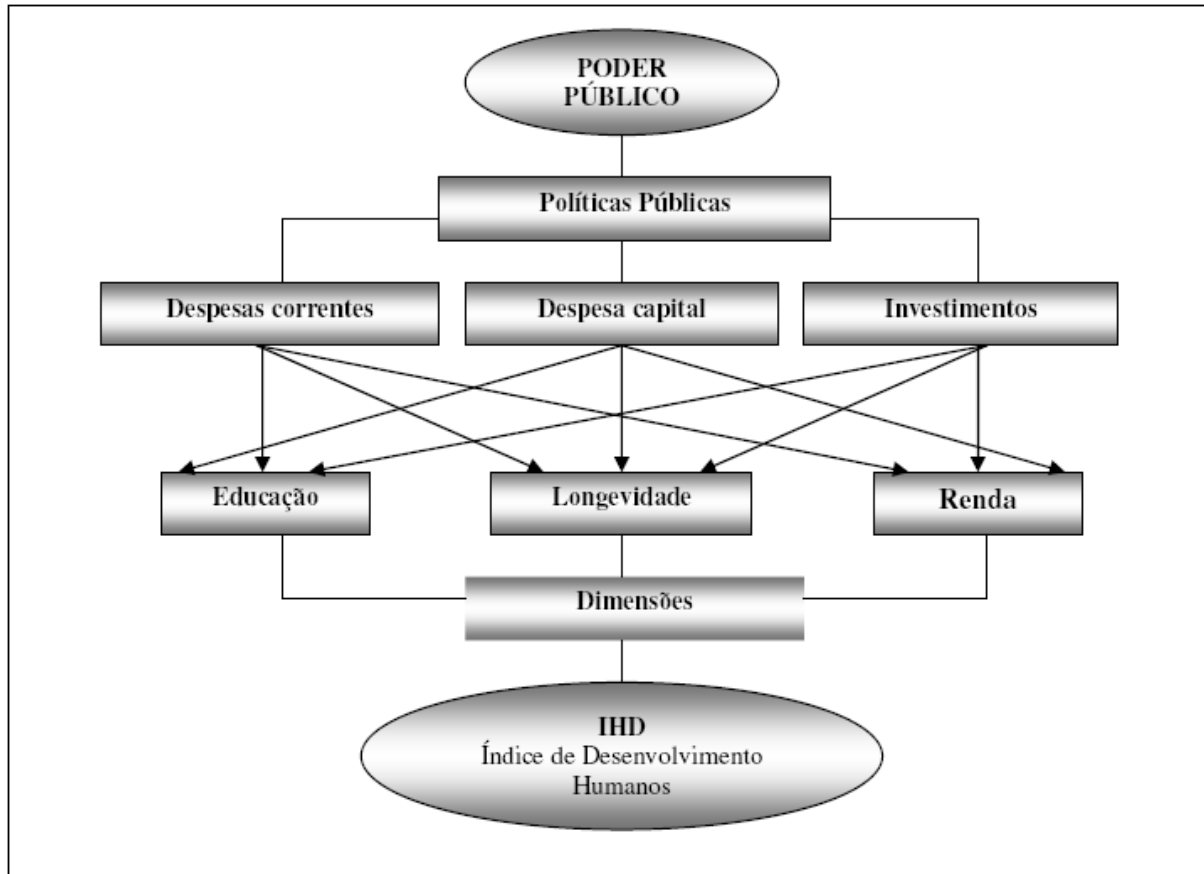 PODER
PÚBLICO
Políticas Públicas
Despesas correntes
Despesa capital
Investimentos
Educação
Longevidade
Renda
Dimensões
IHD
Índice de Desenvolvimento
Humanos